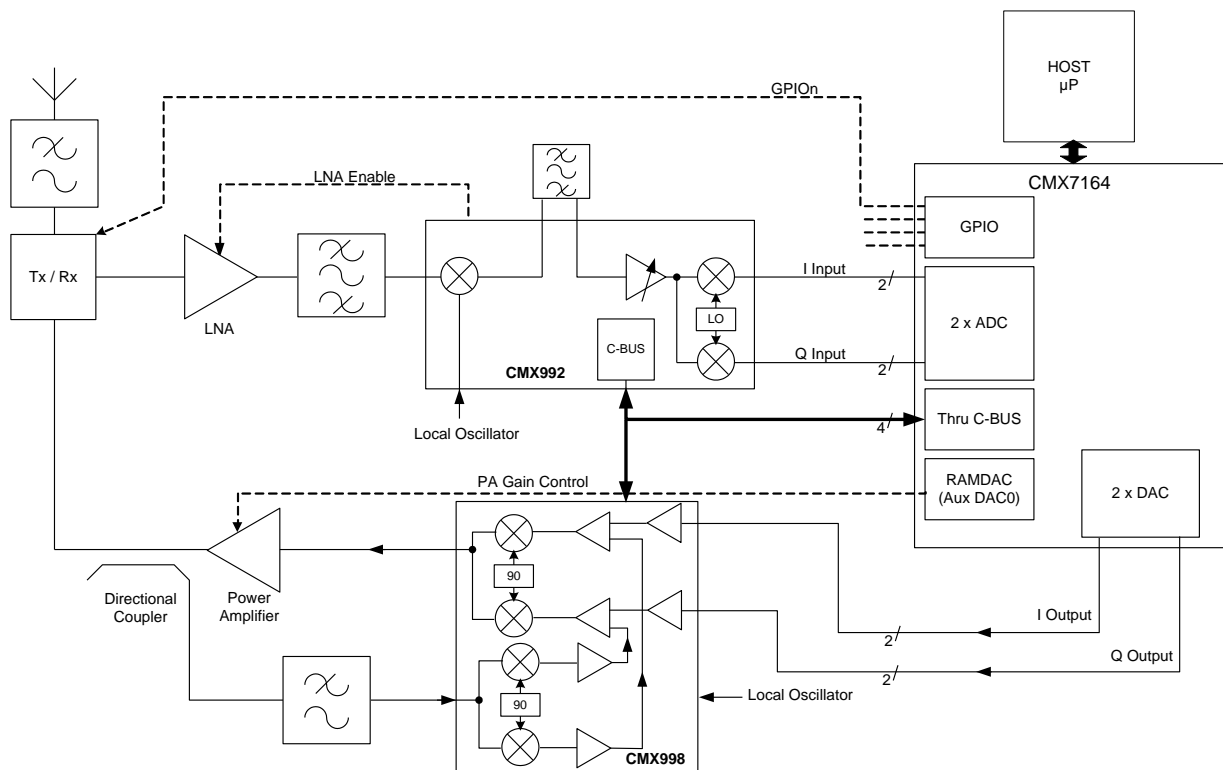 HOST
µP
GPIOn
CMX7164
LNA Enable
GPIO
Tx / Rx
I Input
2
LNA
LO
2 x ADC
C-BUS
Q Input
CMX992
2
Local Oscillator
4
Thru C-BUS
PA Gain Control
RAMDAC
(Aux DAC0)
2 x DAC
90
Directional
Coupler
Power
Amplifier
I Output
2
Q Output
2
90
Local Oscillator
CMX998